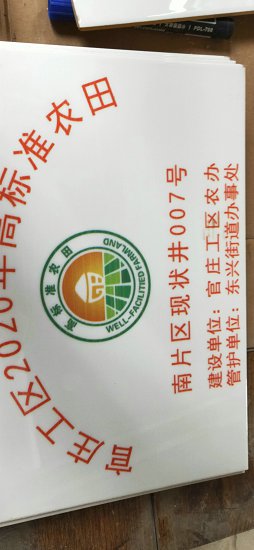 官庄工区2020年高标准农田
高标准农田
WELL-FACILITIED FARMLAND
南片区现状井007号
建设单位：官庄工区农办
管护单位：东兴街道办事处